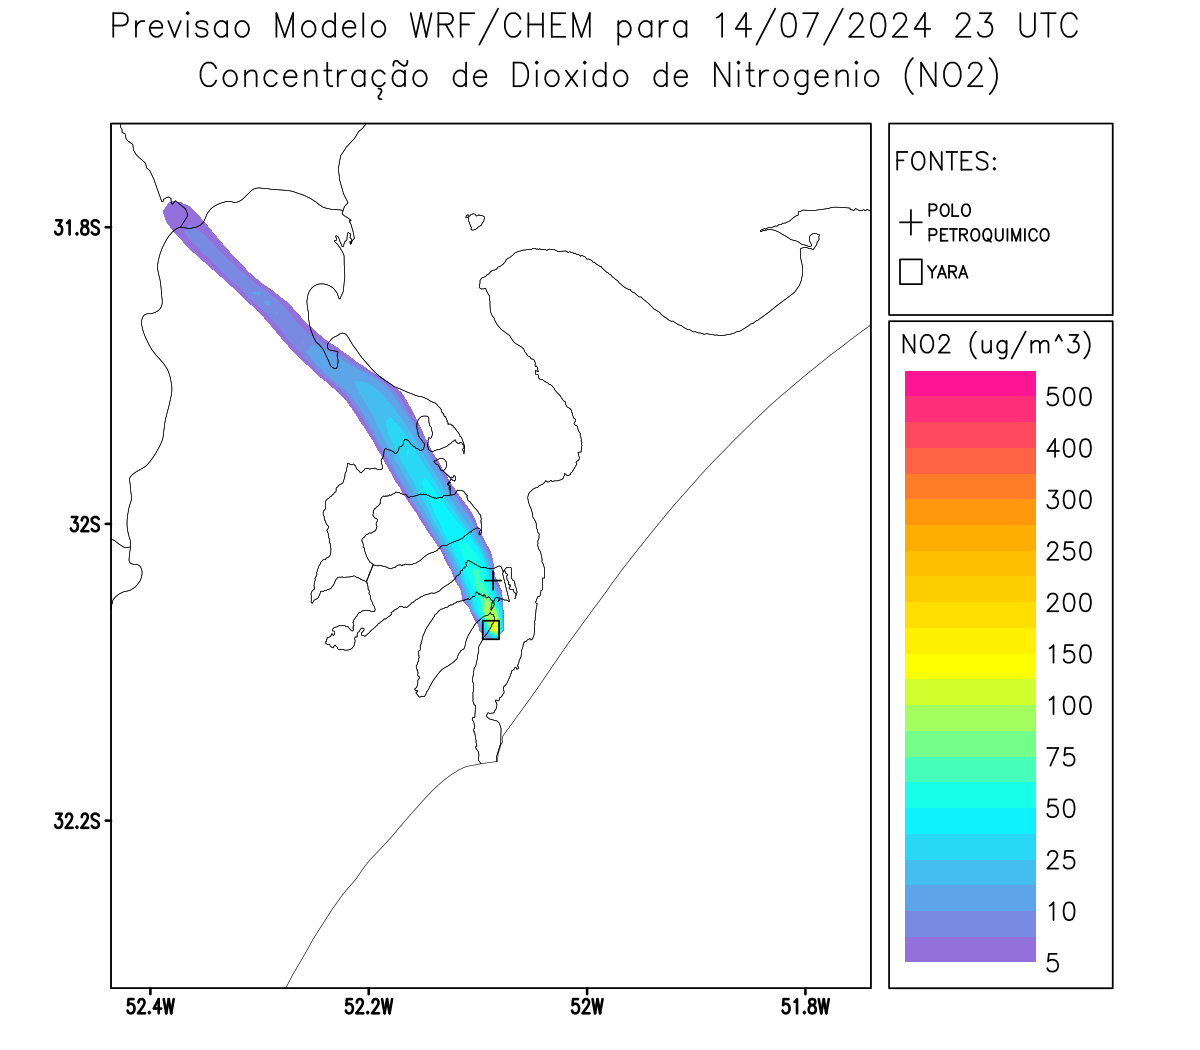 Previsao Modelo WRF/CHEM para 14/07/2024 23 UTC
Concentração de Dioxido de Nitrogenio (NO2)
FONTES:
POLO
PETROQUIMICO
YARA
NO2 (ug/m^3)
500
400
300
250
200
150
100
75
50
25
10
5
31.8S
32S
32.2S
52.4W
52.2W
52W
51.8W